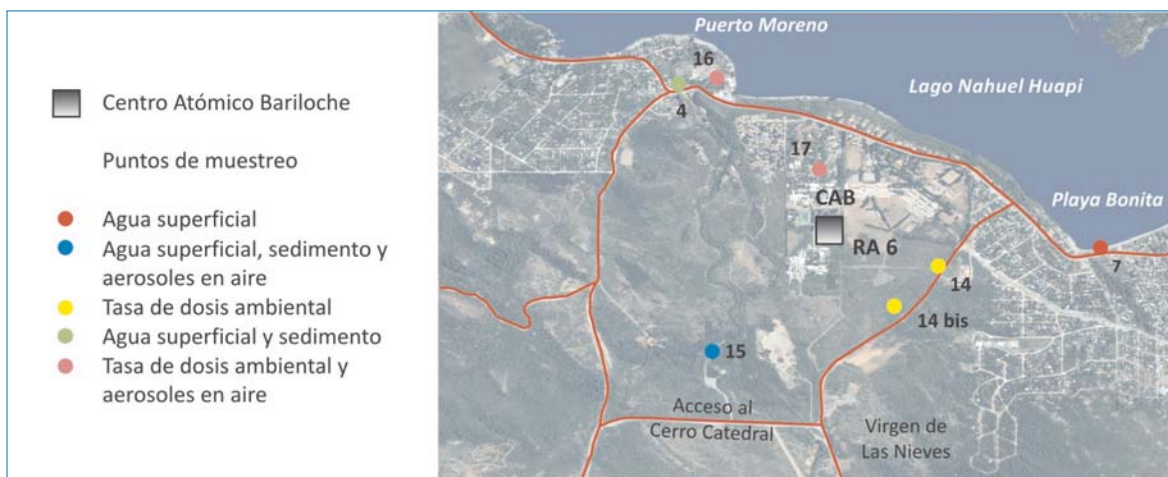 Centro Atómico Bariloche
Puntos de muestreo
Agua superficial
Agua superficial, sedimento y
aerosoles en aire
Tasa de dosis ambiental
Agua superficial y sedimento
Tasa de dosis ambiental y
aerosoles en aire
Puerto Moreno
16
4
Lago Nahuel Huapi
17
CAB
RA 6
Playa Bonita
7
14
14 bis
15
Acceso al
Cerro Catedral
Virgen de
Las Nieves